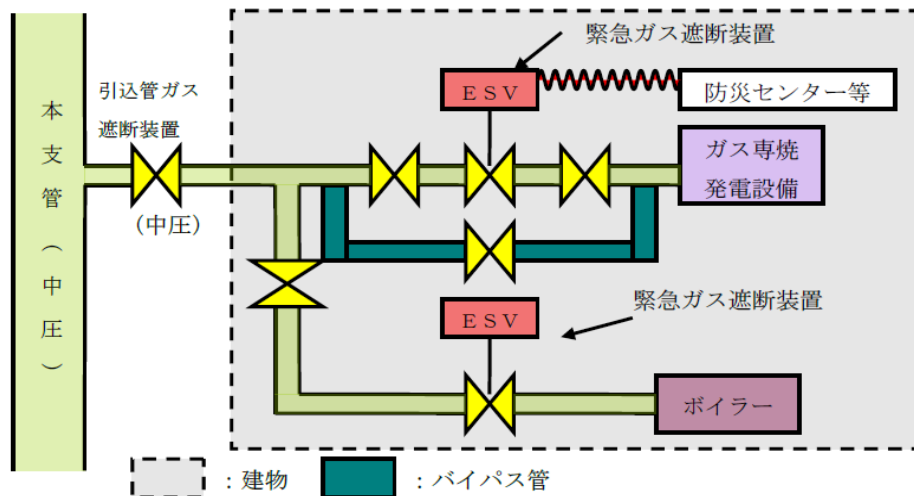 緊急ガス遮断装置
ESV
防災センター等
引込管ガス
遮断装置
本支管(中圧)
ガス専焼
発電設備
(中圧)
緊急ガス遮断装置
ESV
ボイラー
:建物
:バイパス管